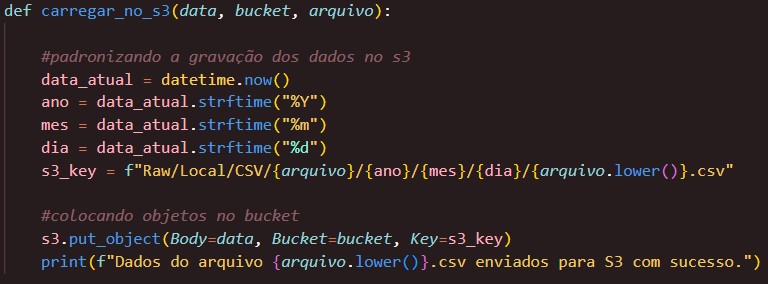 def carregar_no_s3(data, bucket, arquivo):
#padronizando a gravação dos dados no s3
data_atual = datetime.now()
ano = data_atual.strftime("%Y")
mes = data_atual.strftime("%m")
dia = data_atual.strftime("%d")
s3_key = f"Raw/Local/CSV/{arquivo}/{ano}/{mes}/{dia}/{arquivo.lower()}.csv"
#colocando objetos no bucket
s3.put_object(Body=data, Bucket=bucket, Key=s3_key)
print(f"Dados do arquivo {arquivo.lower()}.csv enviados para S3 com sucesso.")